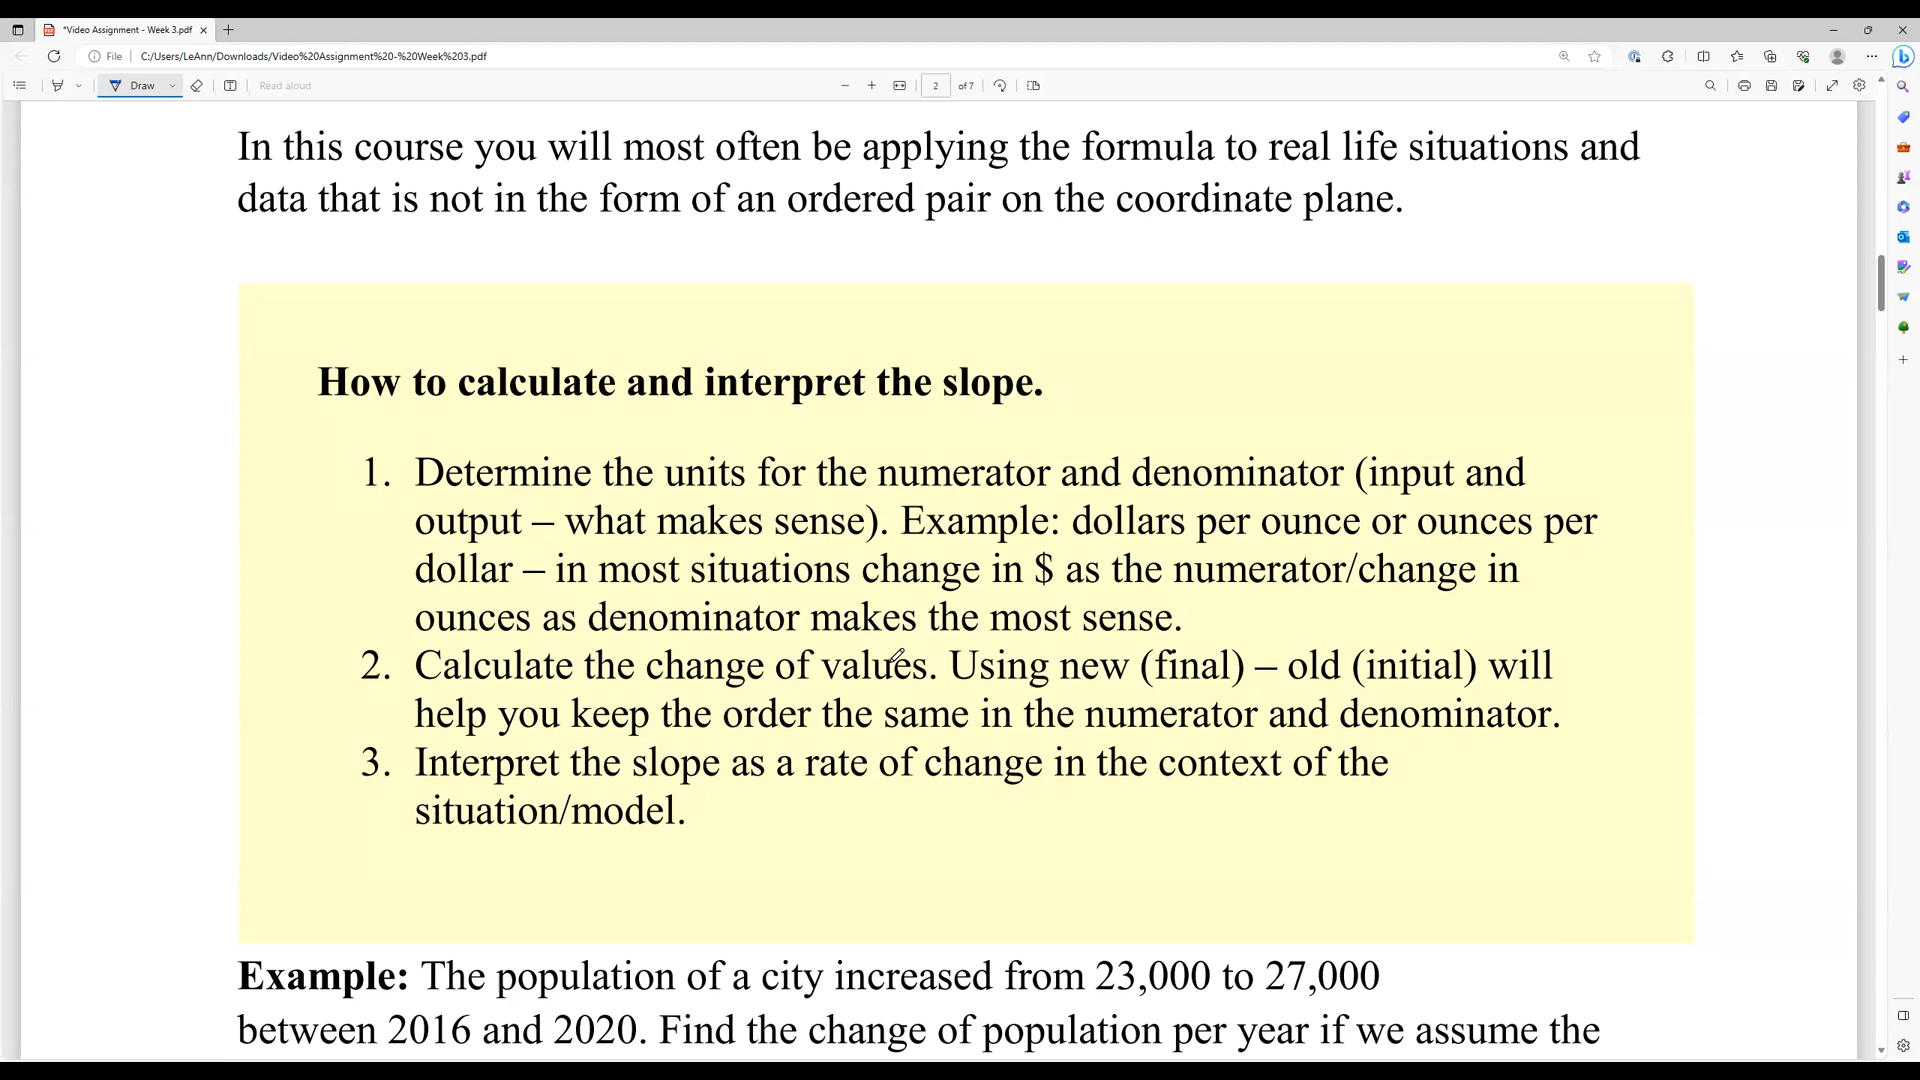 *Video Assignment - Week 3.pdf
File C:/Users/LeAnn/Downloads/Video%20Assignment%20-%20Week%203.pdf
Draw Read aloud 2 of 7
In this course you will most often be applying the formula to real life situations and
data that is not in the form of an ordered pair on the coordinate plane.
How to calculate and interpret the slope.
1. Determine the units for the numerator and denominator (input and
output – what makes sense). Example: dollars per ounce or ounces per
dollar – in most situations change in $ as the numerator/change in
ounces as denominator makes the most sense.
2. Calculate the change of values. Using new (final) – old (initial) will
help you keep the order the same in the numerator and denominator.
3. Interpret the slope as a rate of change in the context of the
situation/model.
Example: The population of a city increased from 23,000 to 27,000
between 2016 and 2020. Find the change of population per year if we assume the